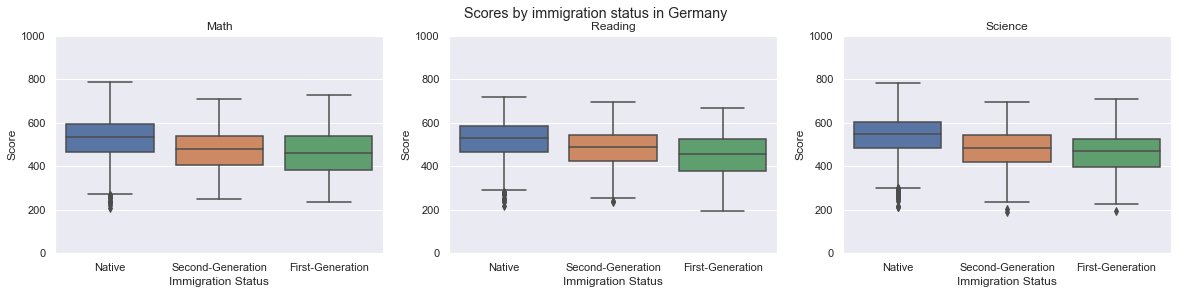 Scores by immigration status in Germany
Math
1000
800
600
400
200
0
Score
Native
Second-Generation
First-Generation
Immigration Status
Reading
1000
800
600
400
200
0
Score
Native
Second-Generation
First-Generation
Immigration Status
Science
1000
800
600
400
200
0
Score
Native
Second-Generation
First-Generation
Immigration Status